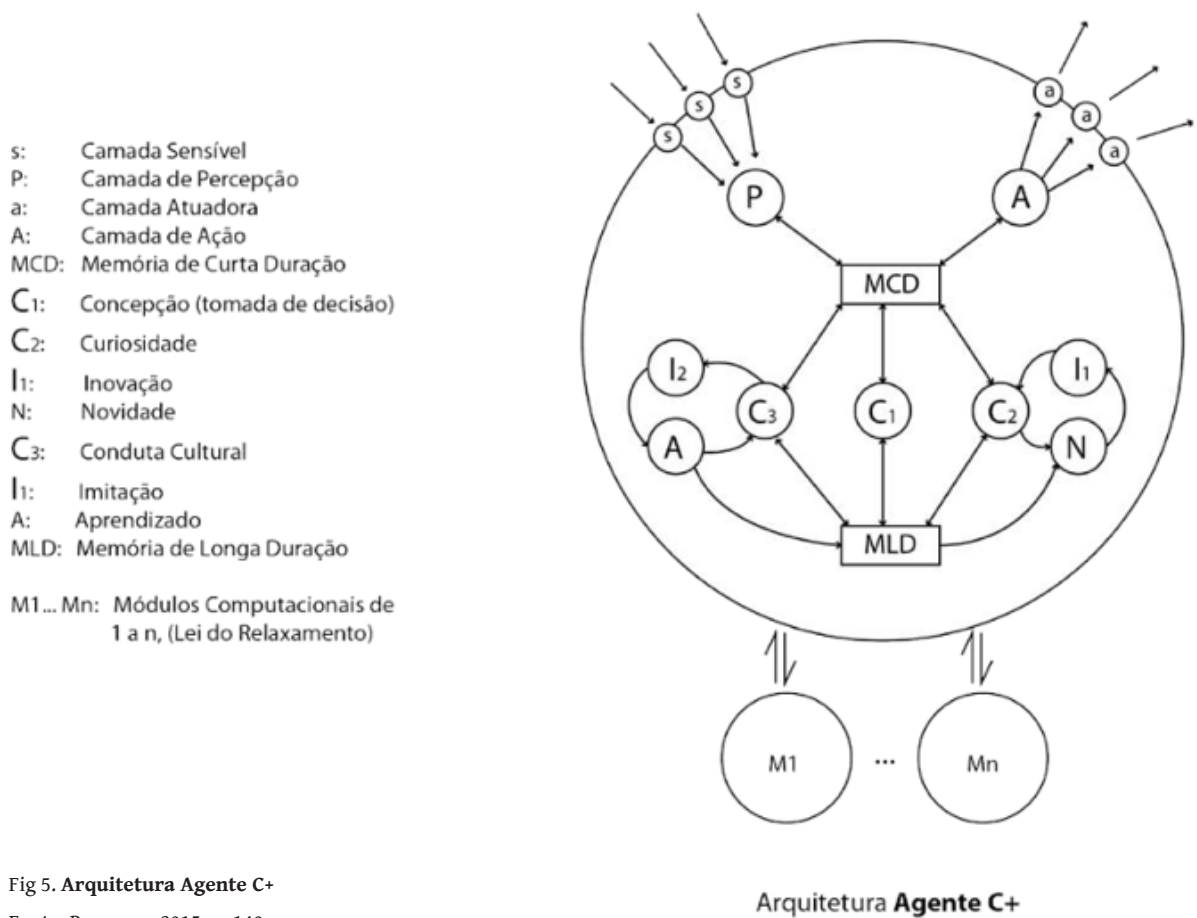 s: Camada Sensível
P: Camada de Percepção
a: Camada Atuadora
A: Camada de Ação
MCD: Memória de Curta Duração
C1: Concepção (tomada de decisão)
C2: Curiosidade
I1: Inovação
N: Novidade
C3: Conduta Cultural
I1: Imitação
A: Aprendizado
MLD: Memória de Longa Duração
M1... Mn: Módulos Computacionais de
1 a n, (Lei do Relaxamento)
s
s
s
a
a
a
P
A
MCD
I2
C3
A
C1
C2
I1
N
MLD
M1
...
Mn
Fig 5. Arquitetura Agente C+
Arquitetura Agente C+